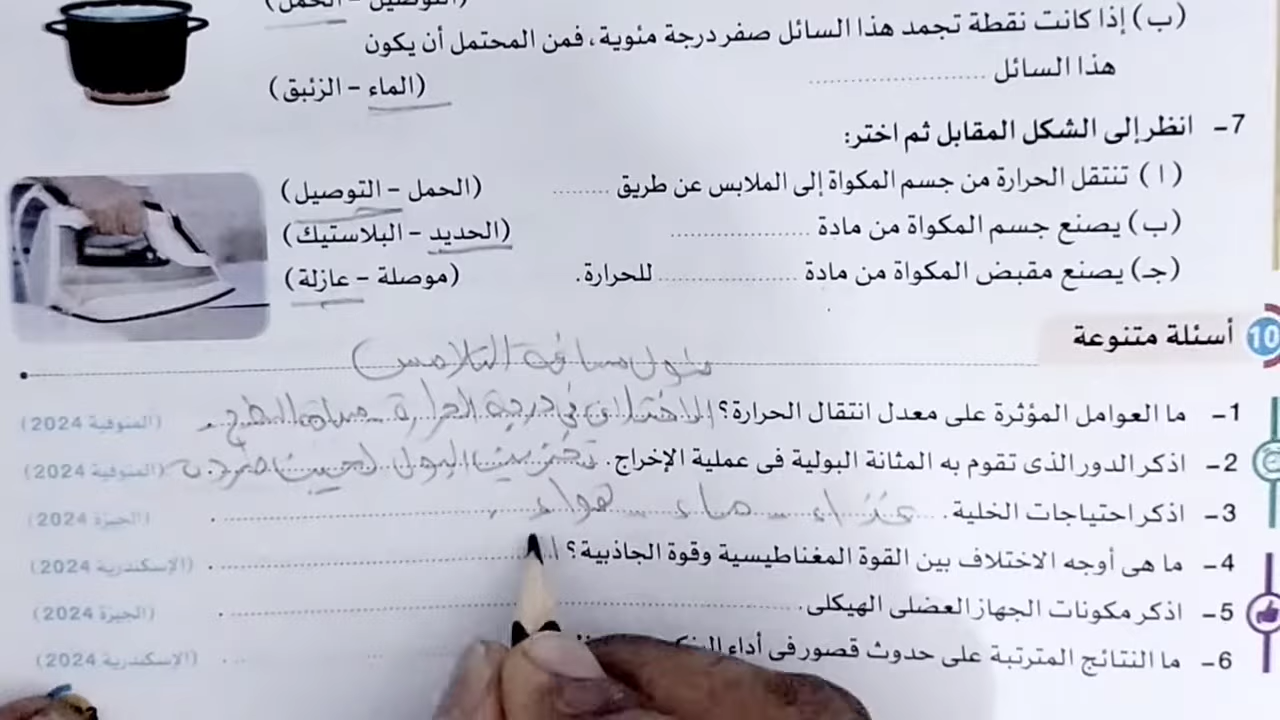 (التوصيل - الحمل)
(ب) إذا كانت نقطة تجمد هذا السائل صفر درجة مئوية، فمن المحتمل أن يكون
هذا السائل .................... (الماء - الزئبق)
7- انظر إلى الشكل المقابل ثم اختر:
(ا) تنتقل الحرارة من جسم المكواة إلى الملابس عن طريق ........ (الحمل - التوصيل)
(ب) يصنع جسم المكواة من مادة ................ (الحديد - البلاستيك)
(جـ) يصنع مقبض المكواة من مادة ................ للحرارة. (موصلة - عازلة)
10 أسئلة متنوعة
طول مسافة التلامس)
1- ما العوامل المؤثرة على معدل انتقال الحرارة؟ الاختلاف في درجة الحرارة - مساحة السطح. (المنوفية 2024)
2- اذكر الدور الذى تقوم به المثانة البولية فى عملية الإخراج. تخزين البول لحين (المنوفية 2024)
3- اذكر احتياجات الخلية. غذاء - ماء - هواء. (الجيزة 2024)
4- ما هى أوجه الاختلاف بين القوة المغناطيسية وقوة الجاذبية؟ (الإسكندرية 2024)
5- اذكر مكونات الجهاز العضلى الهيكلى. (الجيزة 2024)
6- ما النتائج المترتبة على حدوث قصور فى أداء (الإسكندرية 2024)